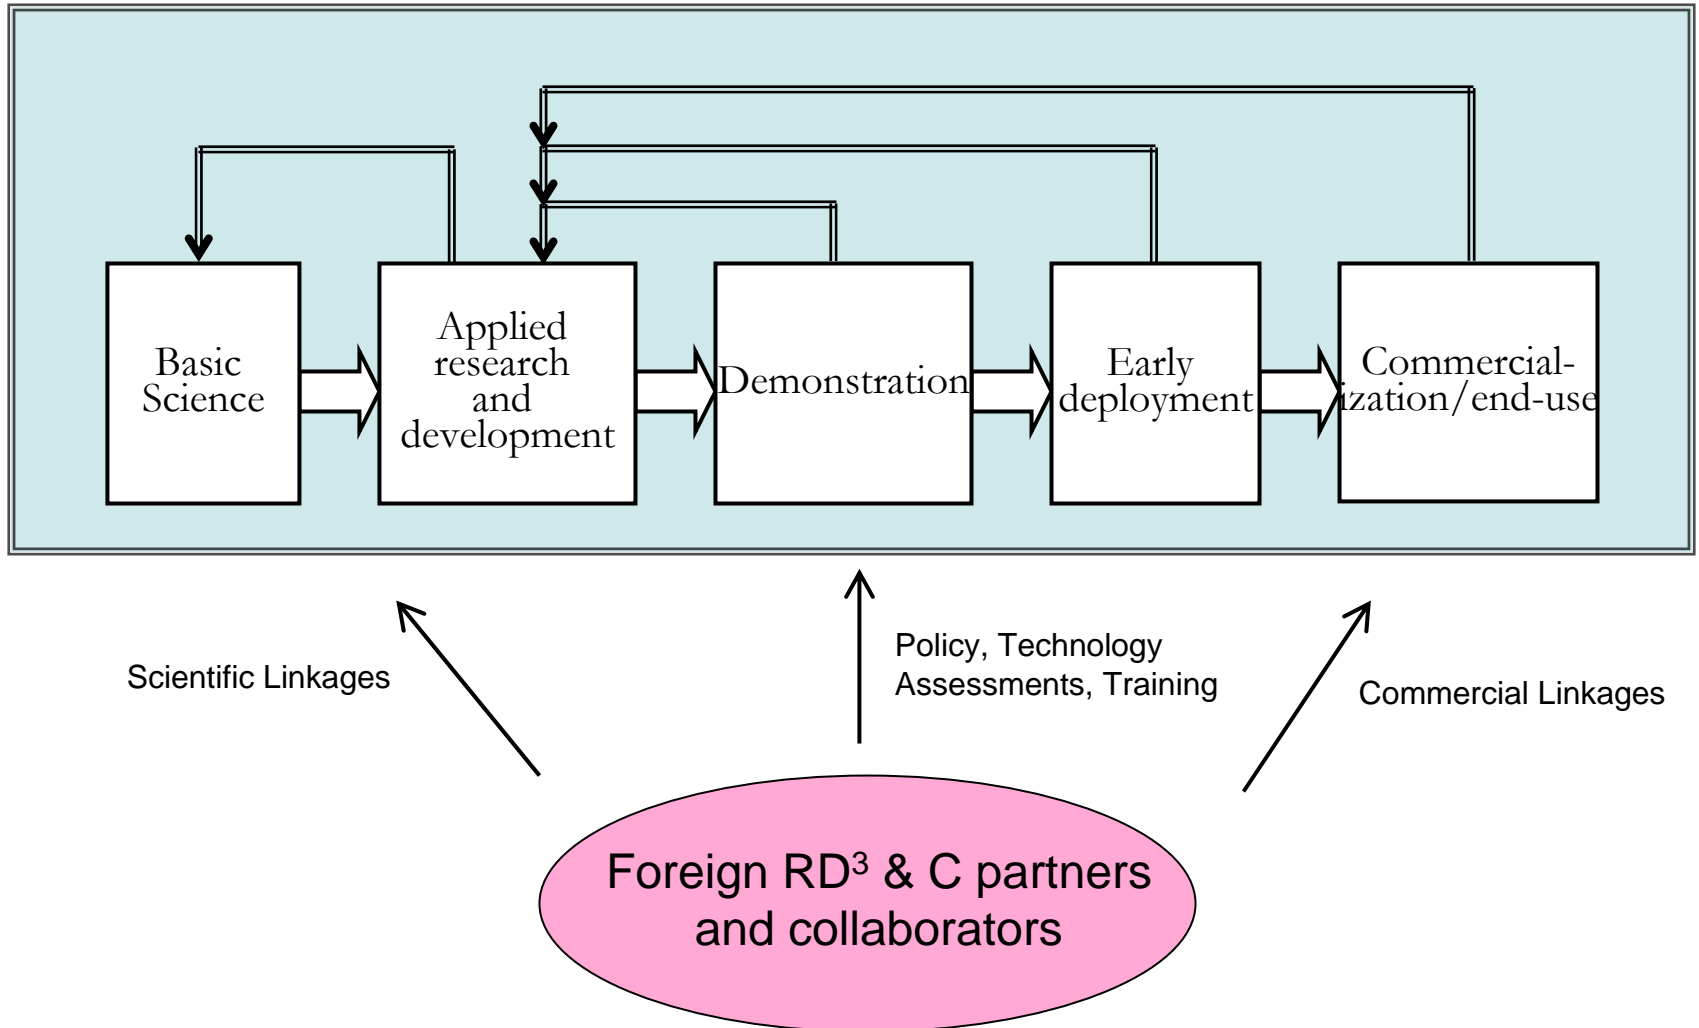 Basic
Science
Applied
research
and
development
Demonstration
Early
deployment
Commercial-
ization/end-use
Scientific Linkages
Policy, Technology
Assessments, Training
Commercial Linkages
Foreign RD³ & C partners
and collaborators